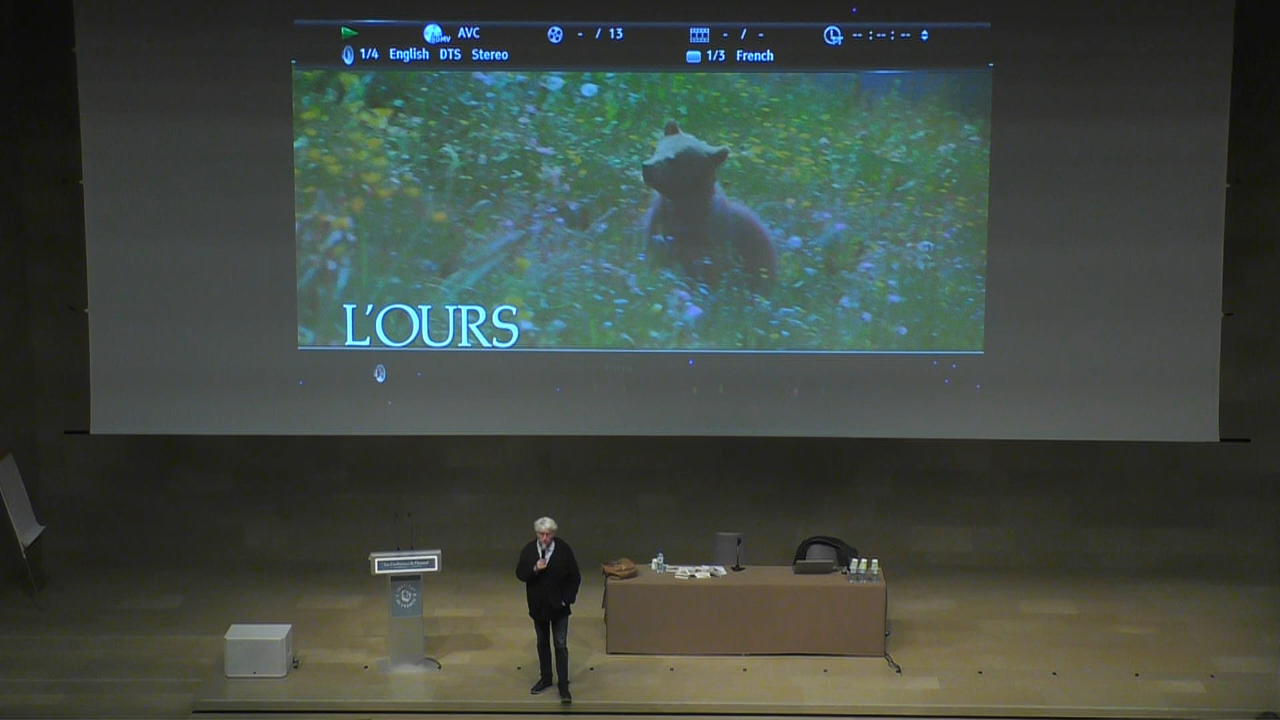 AVC - / 13 - / - -- : -- : --
1/4 English DTS Stereo 1/3 French
L'OURS